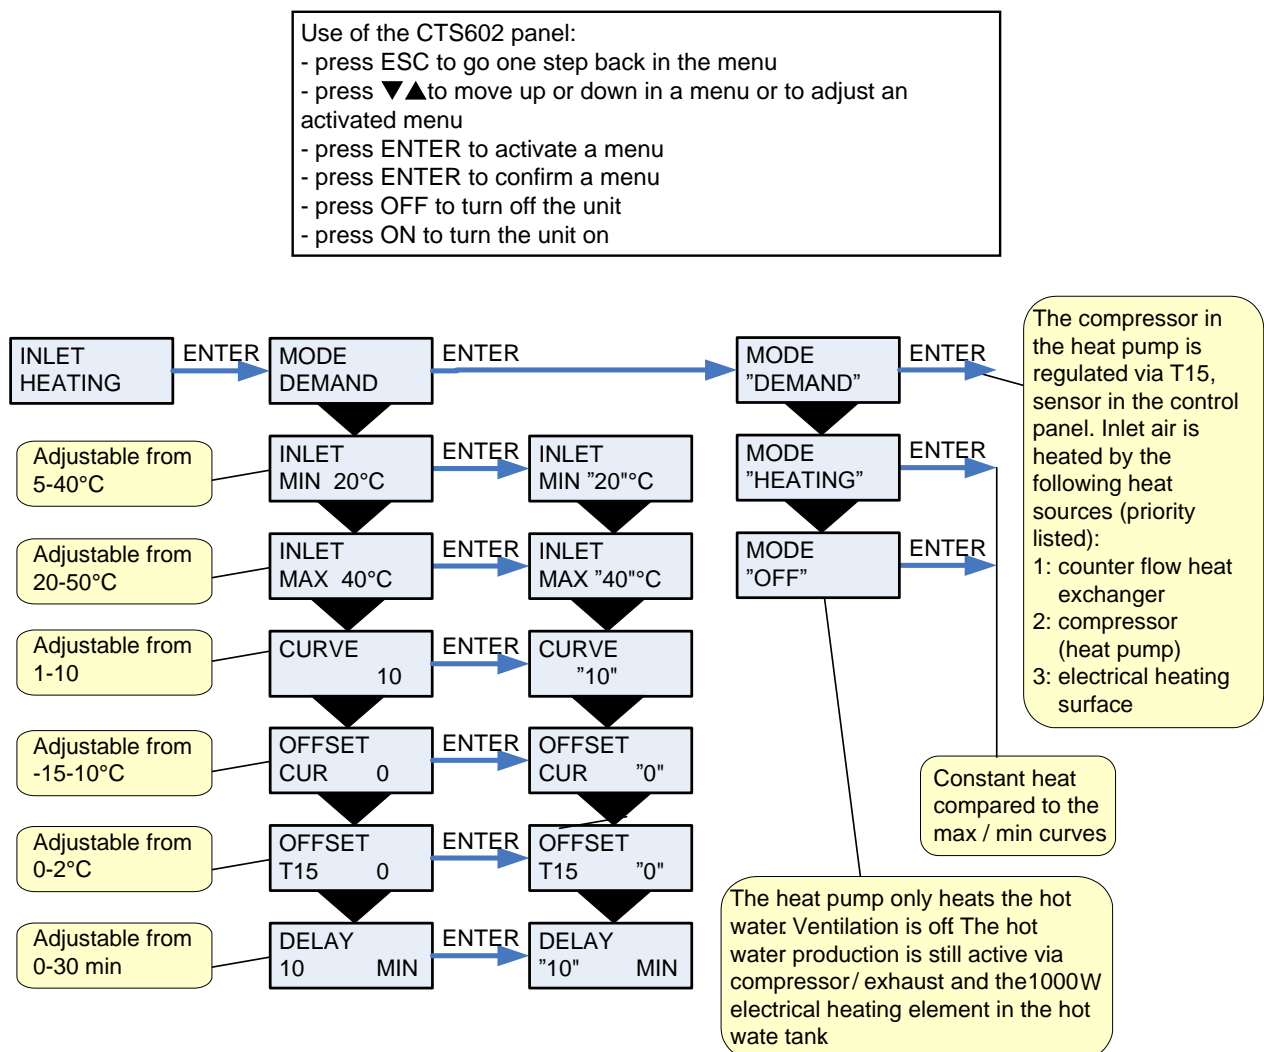 Use of the CTS602 panel:
- press ESC to go one step back in the menu
- press ▼▲to move up or down in a menu or to adjust an
activated menu
- press ENTER to activate a menu
- press ENTER to confirm a menu
- press OFF to turn off the unit
- press ON to turn the unit on
INLET
HEATING
ENTER
MODE
DEMAND
ENTER
MODE
"DEMAND"
ENTER
The compressor in
the heat pump is
regulated via T15,
sensor in the control
panel. Inlet air is
heated by the
following heat
sources (priority
listed):
1: counter flow heat
exchanger
2: compressor
(heat pump)
3: electrical heating
surface
Adjustable from
5-40°C
INLET
MIN 20°C
ENTER
INLET
MIN "20"°C
MODE
"HEATING"
ENTER
Adjustable from
20-50°C
INLET
MAX 40°C
ENTER
INLET
MAX "40"°C
MODE
"OFF"
ENTER
Adjustable from
1-10
CURVE
10
ENTER
CURVE
"10"
Adjustable from
-15-10°C
OFFSET
CUR 0
ENTER
OFFSET
CUR "0"
Constant heat
compared to the
max / min curves
Adjustable from
0-2°C
OFFSET
T15 0
ENTER
OFFSET
T15 "0"
Adjustable from
0-30 min
DELAY
10 MIN
ENTER
DELAY
"10" MIN
The heat pump only heats the hot
water. Ventilation is off. The hot
water production is still active via
compressor/ exhaust and the1000W
electrical heating element in the hot
wate tank